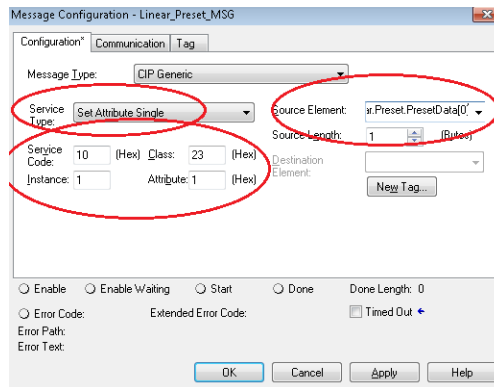 Message Configuration - Linear_Preset_MSG
Configuration* Communication Tag
Message Type: CIP Generic
Service Type: Set Attribute Single
Source Element: r.Preset.PresetData[0]
Source Length: 1 (Bytes)
Service Code: 10 (Hex) Class: 23 (Hex)
Destination Element:
Instance: 1 Attribute: 1 (Hex)
New Tag...
Enable Enable Waiting Start Done Done Length: 0
Error Code: Extended Error Code: Timed Out
Error Path:
Error Text:
OK Cancel Apply Help